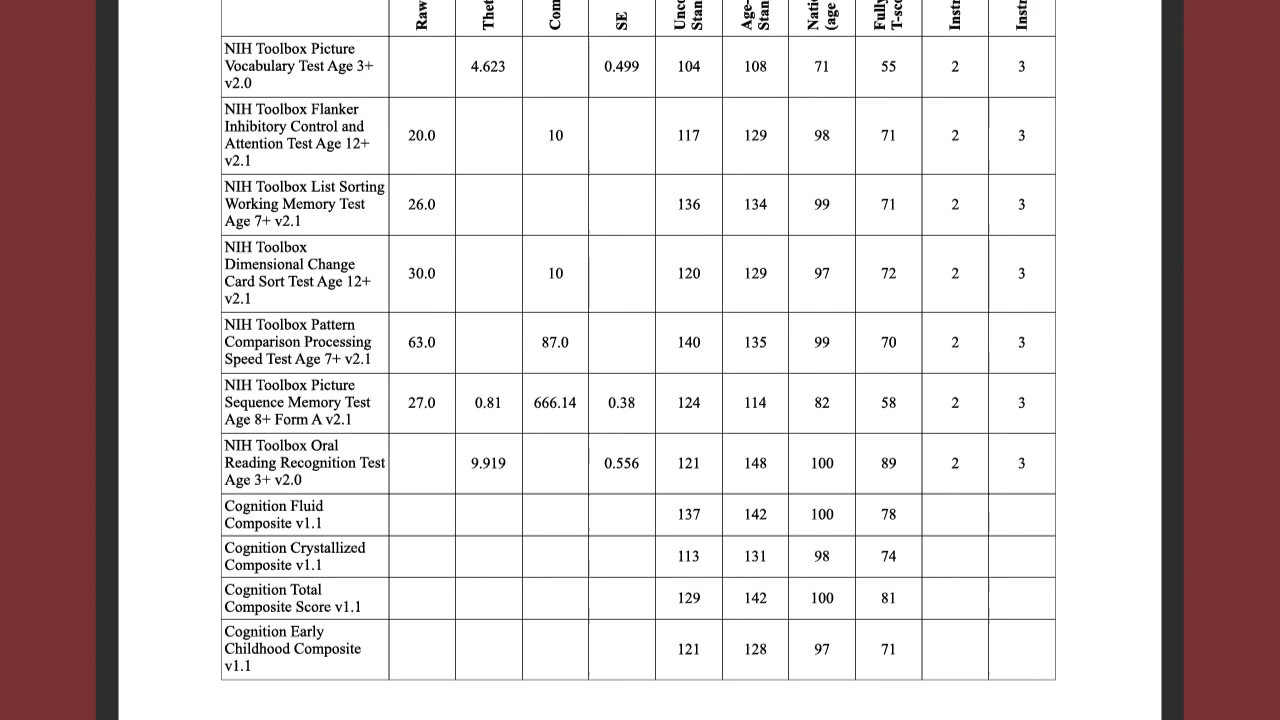 Raw
Thet
Com
SE
Unco
Stan
Age-
Stan
Natio
(age
Fully
T-sco
Instr
Instr
NIH Toolbox Picture
Vocabulary Test Age 3+
v2.0
4.623 0.499 104 108 71 55 2 3
NIH Toolbox Flanker
Inhibitory Control and
Attention Test Age 12+
v2.1
20.0 10 117 129 98 71 2 3
NIH Toolbox List Sorting
Working Memory Test
Age 7+ v2.1
26.0 136 134 99 71 2 3
NIH Toolbox
Dimensional Change
Card Sort Test Age 12+
v2.1
30.0 10 120 129 97 72 2 3
NIH Toolbox Pattern
Comparison Processing
Speed Test Age 7+ v2.1
63.0 87.0 140 135 99 70 2 3
NIH Toolbox Picture
Sequence Memory Test
Age 8+ Form A v2.1
27.0 0.81 666.14 0.38 124 114 82 58 2 3
NIH Toolbox Oral
Reading Recognition Test
Age 3+ v2.0
9.919 0.556 121 148 100 89 2 3
Cognition Fluid
Composite v1.1
137 142 100 78
Cognition Crystallized
Composite v1.1
113 131 98 74
Cognition Total
Composite Score v1.1
129 142 100 81
Cognition Early
Childhood Composite
v1.1
121 128 97 71